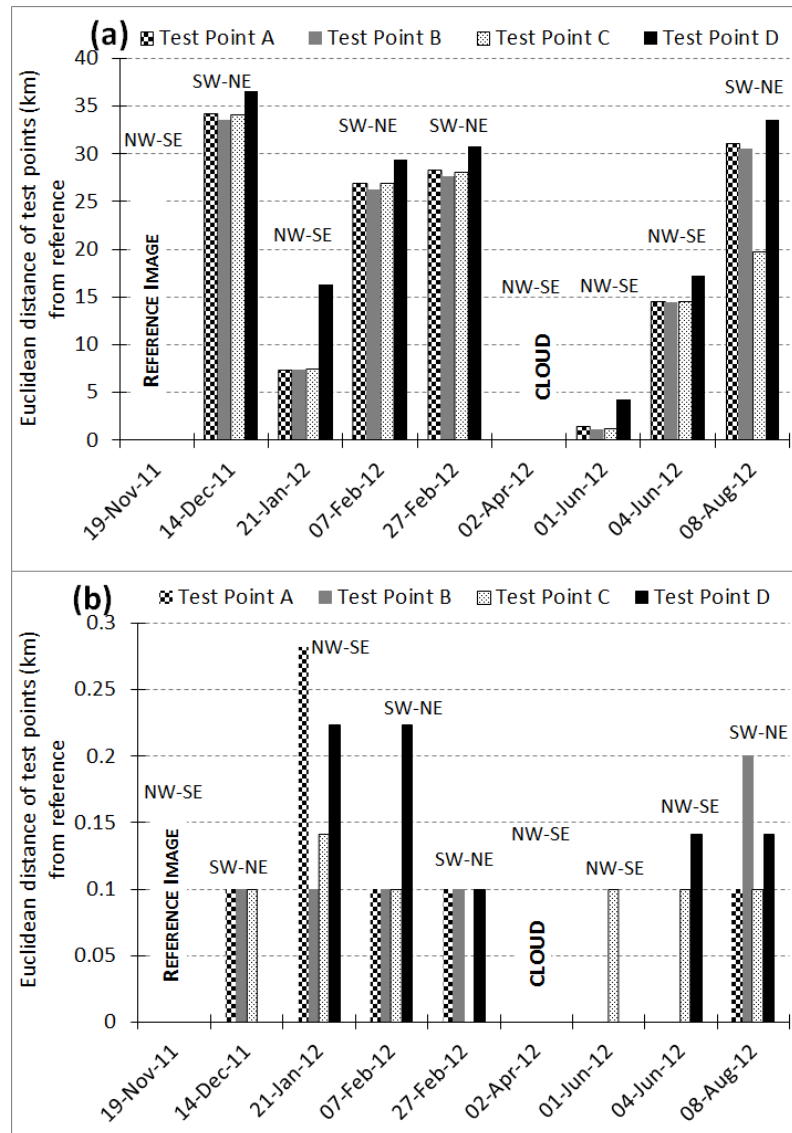 (a)
Test Point A Test Point B Test Point C Test Point D
Euclidean distance of test points (km)
from reference
40
35
30
25
20
15
10
5
0
NW-SE
SW-NE
NW-SE
SW-NE
SW-NE
NW-SE
NW-SE
NW-SE
SW-NE
REFERENCE IMAGE
CLOUD
19-Nov-11
14-Dec-11
21-Jan-12
07-Feb-12
27-Feb-12
02-Apr-12
01-Jun-12
04-Jun-12
08-Aug-12
(b)
Test Point A Test Point B Test Point C Test Point D
Euclidean distance of test points (km)
from reference
0.3
0.25
0.2
0.15
0.1
0.05
0
NW-SE
SW-NE
NW-SE
SW-NE
SW-NE
NW-SE
NW-SE
NW-SE
SW-NE
REFERENCE IMAGE
CLOUD
19-Nov-11
14-Dec-11
21-Jan-12
07-Feb-12
27-Feb-12
02-Apr-12
01-Jun-12
04-Jun-12
08-Aug-12